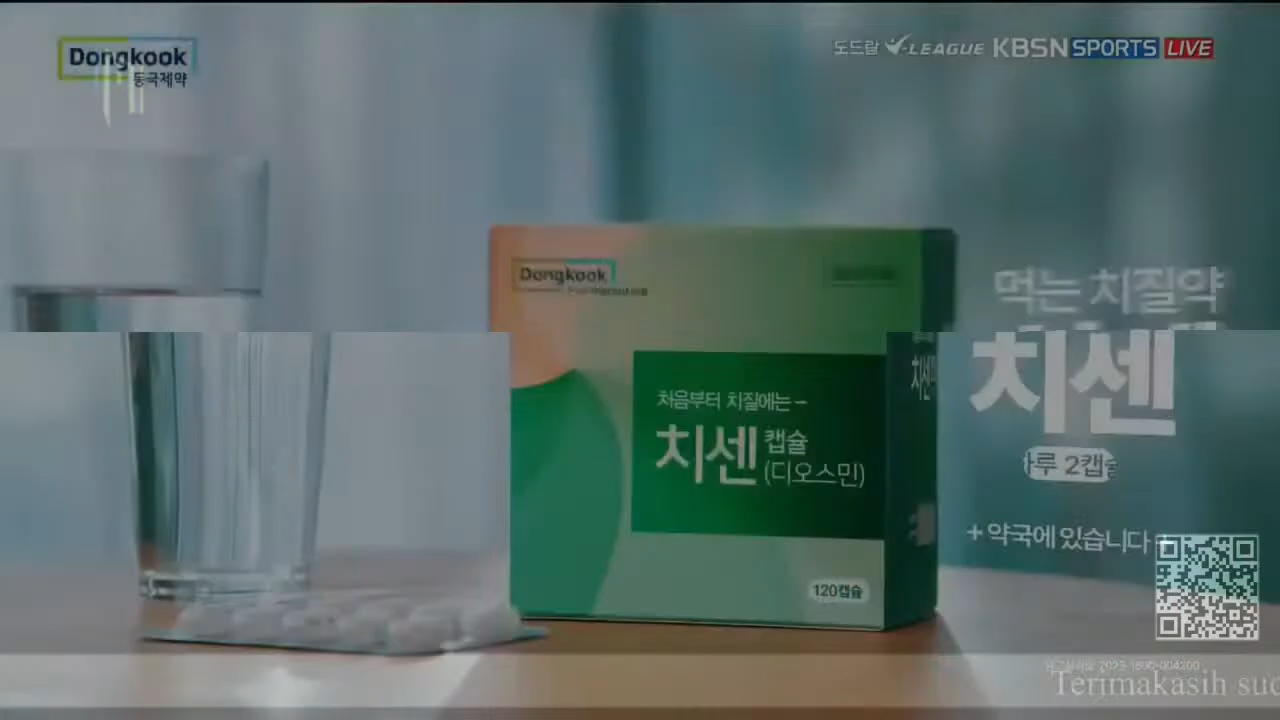 Dongkook
동국제약
도드람 V-LEAGUE KBSN SPORTS LIVE
Dongkook
먹는 치질약
치센
2캡슐
+ 약국에 있습니다 +
처음부터 치질에는
치센 캡슐
(디오스민)
120캡슐
치센
Terimakasih